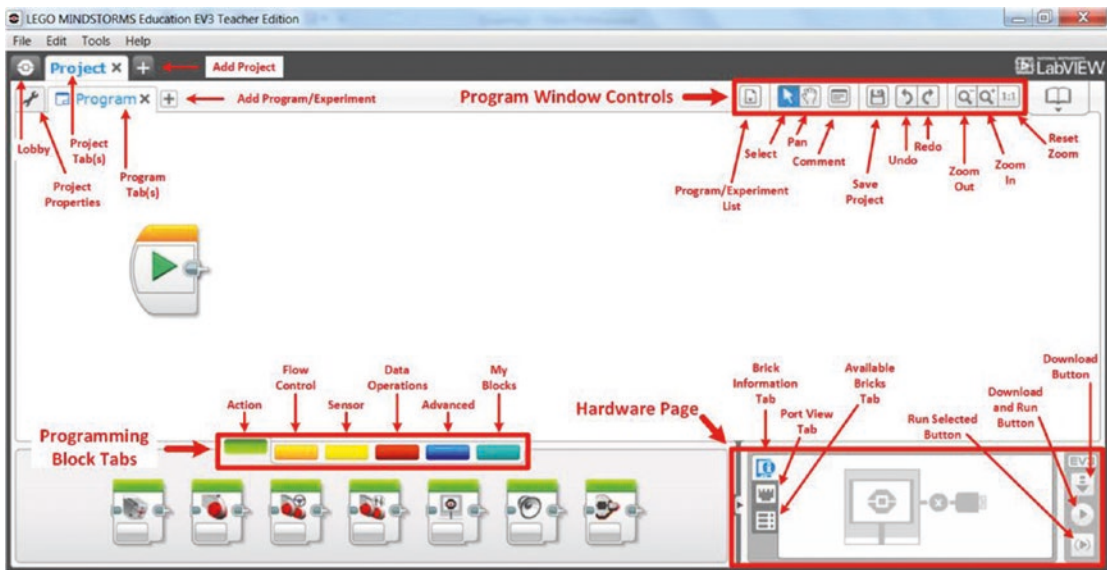 LEGO MINDSTORMS Education EV3 Teacher Edition
File Edit Tools Help
Project
Add Project
LabVIEW
Program
Add Program/Experiment
Program Window Controls
1:1
Lobby
Project
Tab(s)
Project
Properties
Program
Tab(s)
Select
Pan
Comment
Program/Experiment
List
Save
Project
Undo
Redo
Zoom
Out
Zoom
In
Reset
Zoom
Programming
Block Tabs
Action
Flow
Control
Sensor
Data
Operations
Advanced
My
Blocks
Hardware Page
Brick
Information
Tab
Port View
Tab
Available
Bricks
Tab
Run Selected
Button
Download
and Run
Button
Download
Button
EV3